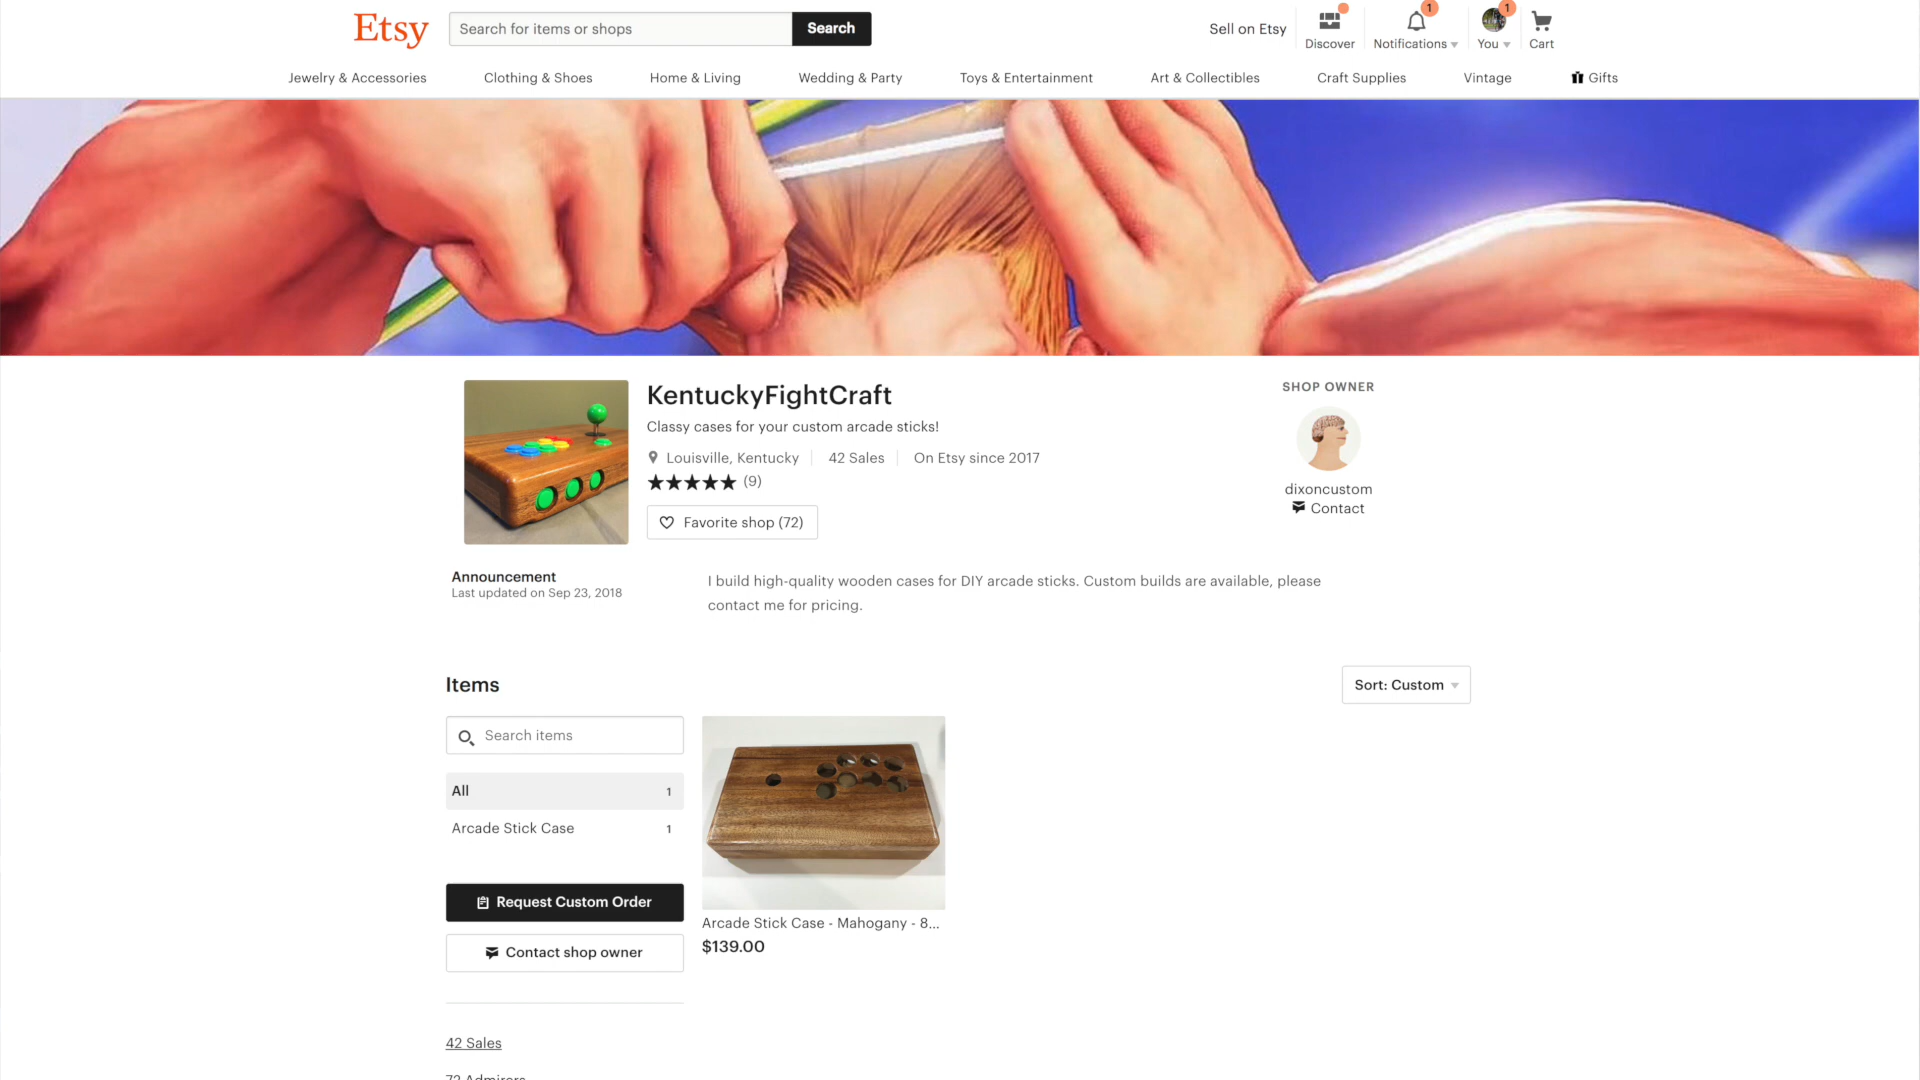 Etsy
Search for items or shops
Search
Sell on Etsy
Discover
1
Notifications
1
You
Cart
Jewelry & Accessories
Clothing & Shoes
Home & Living
Wedding & Party
Toys & Entertainment
Art & Collectibles
Craft Supplies
Vintage
Gifts
KentuckyFightCraft
Classy cases for your custom arcade sticks!
Louisville, Kentucky
42 Sales
On Etsy since 2017
(9)
Favorite shop (72)
SHOP OWNER
dixoncustom
Contact
Announcement
Last updated on Sep 23, 2018
I build high-quality wooden cases for DIY arcade sticks. Custom builds are available, please
contact me for pricing.
Items
Sort: Custom
Search items
All 1
Arcade Stick Case 1
Request Custom Order
Contact shop owner
Arcade Stick Case - Mahogany - 8...
$139.00
42 Sales
72 Admirers